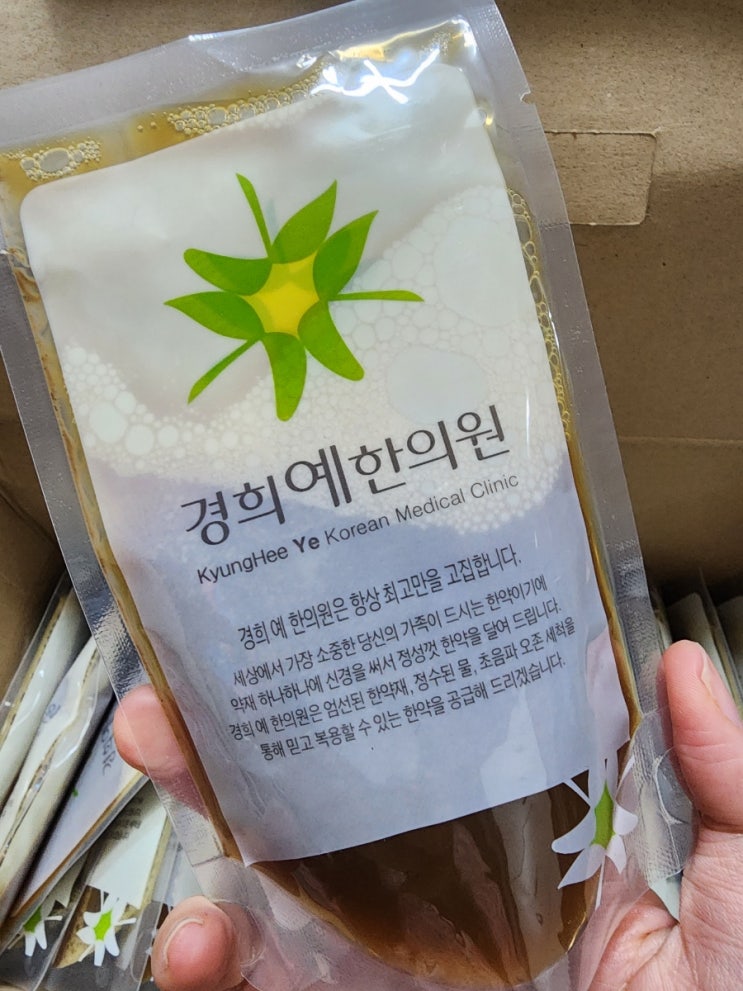 경희예한의원
KyungHee Ye Korean Medical Clinic
경희 예 한의원은 항상 최고만을 고집합니다.
세상에서 가장 소중한 당신의 가족이 드시는 한약이기에
약재 하나하나에 신경을 써서 정성껏 한약을 달여 드립니다.
경희 예 한의원은 엄선된 한약재, 정수된 물, 초음파 오존 세척을
통해 믿고 복용할 수 있는 한약을 공급해 드리겠습니다.